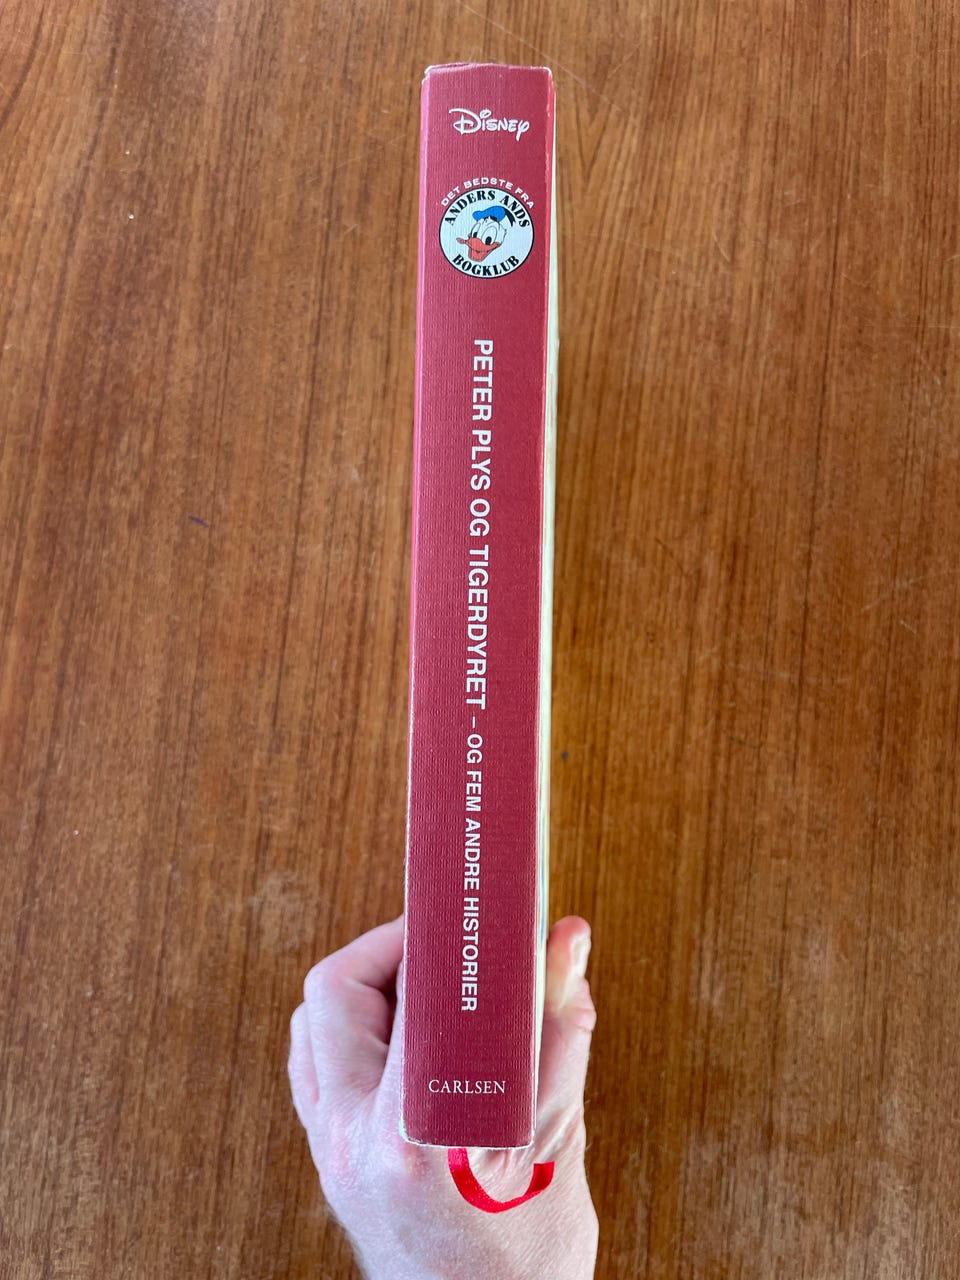 Disney
DET BEDSTE FRA
ANDERS ANDS
BOGKLUB
PETER PLYS OG TIGERDYRET – OG FEM ANDRE HISTORIER
CARLSEN